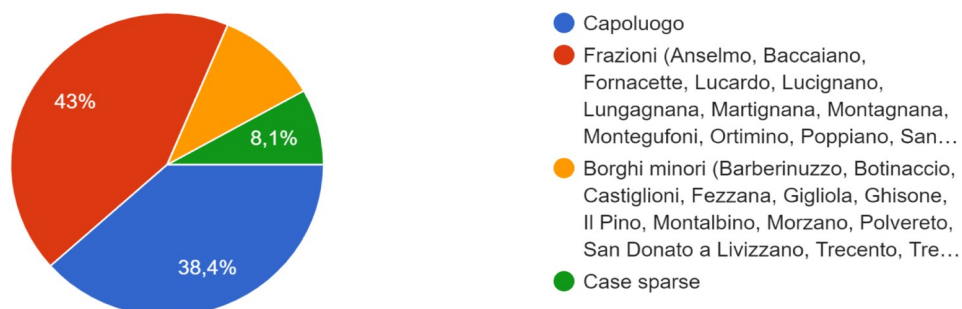 43%
8,1%
38,4%
Capoluogo
Frazioni (Anselmo, Baccaiano,
Fornacette, Lucardo, Lucignano,
Lungagnana, Martignana, Montagnana,
Montegufoni, Ortimino, Poppiano, San…
Borghi minori (Barberinuzzo, Botinaccio,
Castiglioni, Fezzana, Gigliola, Ghisone,
Il Pino, Montalbino, Morzano, Polvereto,
San Donato a Livizzano, Trecento, Tre…
Case sparse